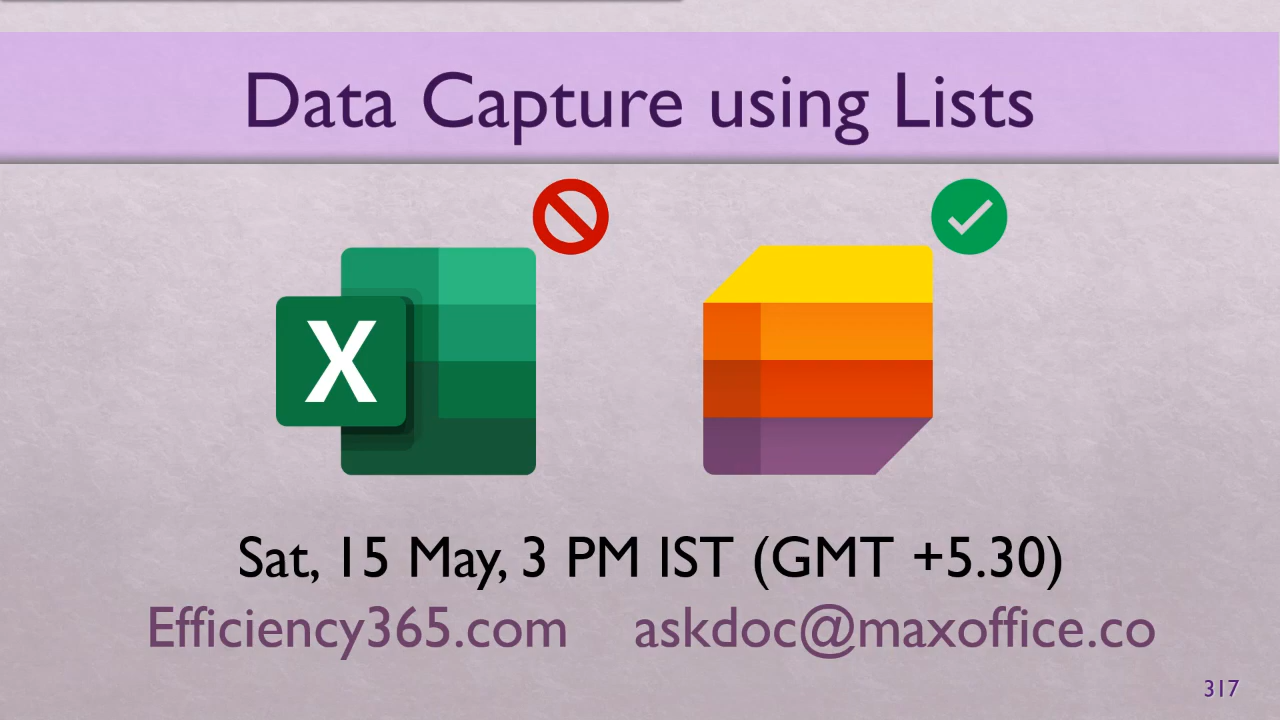 Data Capture using Lists
X
Sat, 15 May, 3 PM IST (GMT +5.30)
Efficiency365.com askdoc@maxoffice.co
317